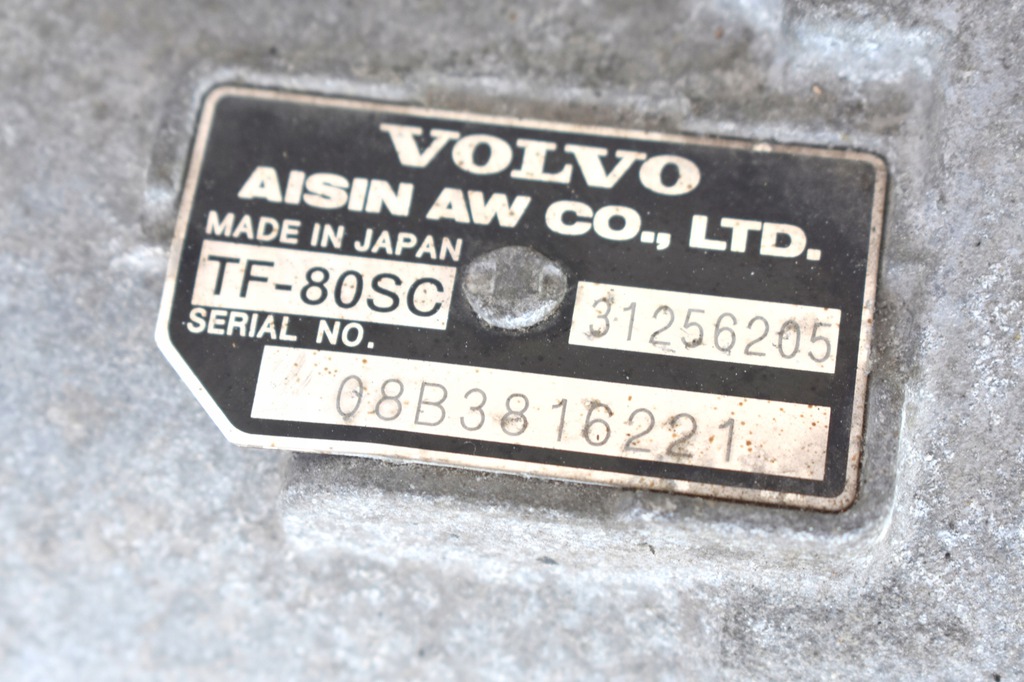 VOLVO
AISIN AW CO., LTD.
MADE IN JAPAN
TF-80SC 31256205
SERIAL NO.
08B3816221